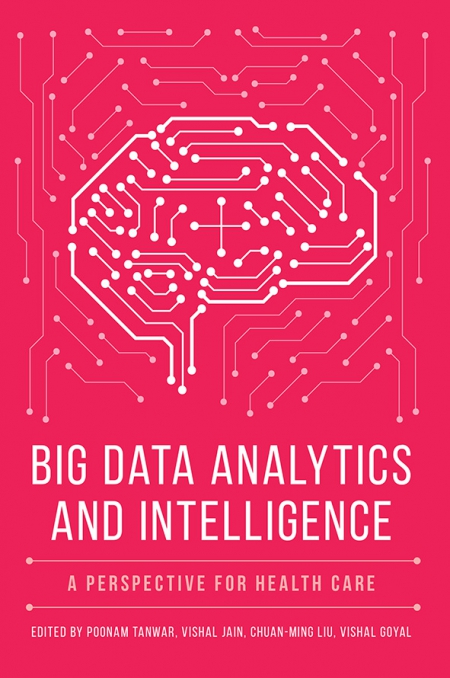 BIG DATA ANALYTICS
AND INTELLIGENCE
A PERSPECTIVE FOR HEALTH CARE
EDITED BY POONAM TANWAR, VISHAL JAIN, CHUAN-MING LIU, VISHAL GOYAL